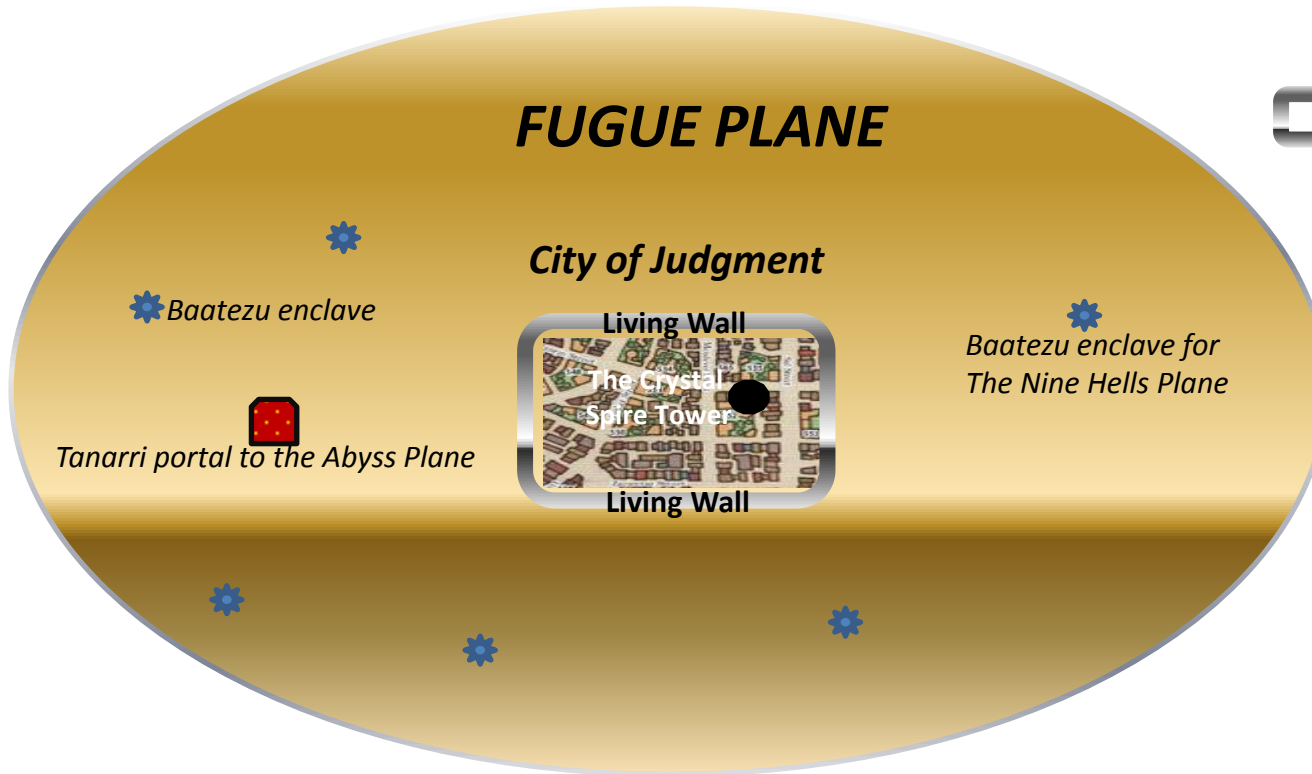 FUGUE PLANE
City of Judgment
Baatezu enclave
Living Wall
Baatezu enclave for
The Nine Hells Plane
The Crystal
Spire Tower
Tanarri portal to the Abyss Plane
Living Wall